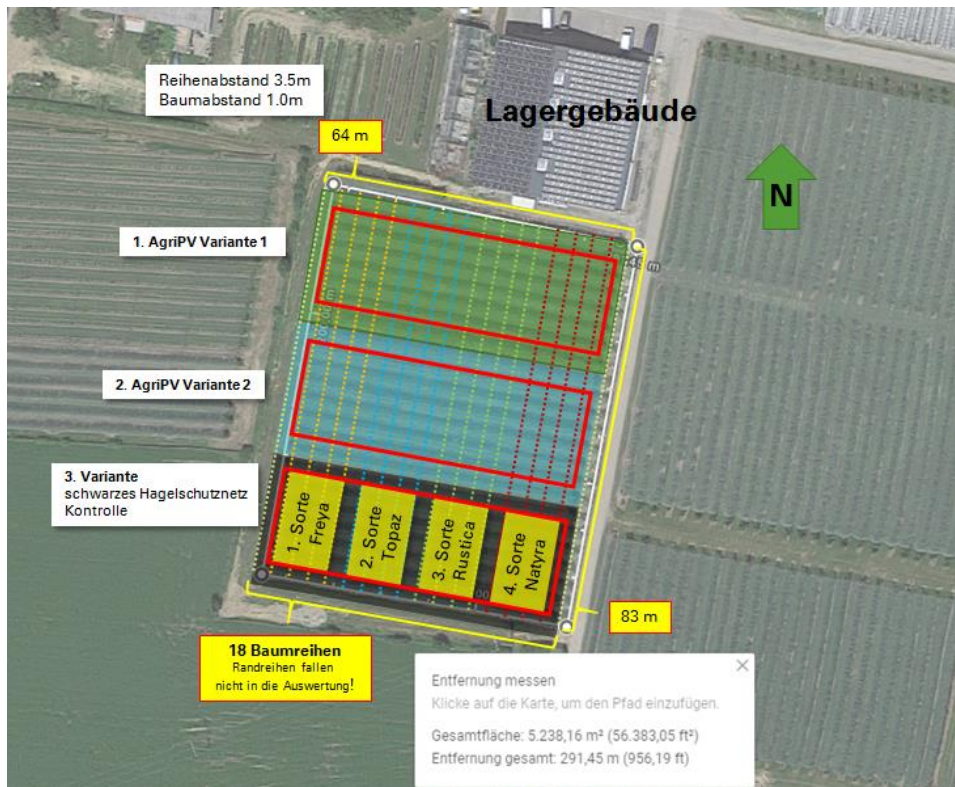 Reihenabstand 3.5m
Baumabstand 1.0m
Lagergebäude
64 m
N
1. AgriPV Variante 1
2. AgriPV Variante 2
3. Variante
schwarzes Hagelschutznetz
Kontrolle
1. Sorte
Freya
2. Sorte
Topaz
3. Sorte
Rustica
4. Sorte
Natyra
83 m
18 Baumreihen
Randreihen fallen
nicht in die Auswertung!
Entfernung messen
Klicke auf die Karte, um den Pfad einzufügen.
Gesamtfläche: 5.238,16 m² (56.383,05 ft²)
Entfernung gesamt: 291,45 m (956,19 ft)